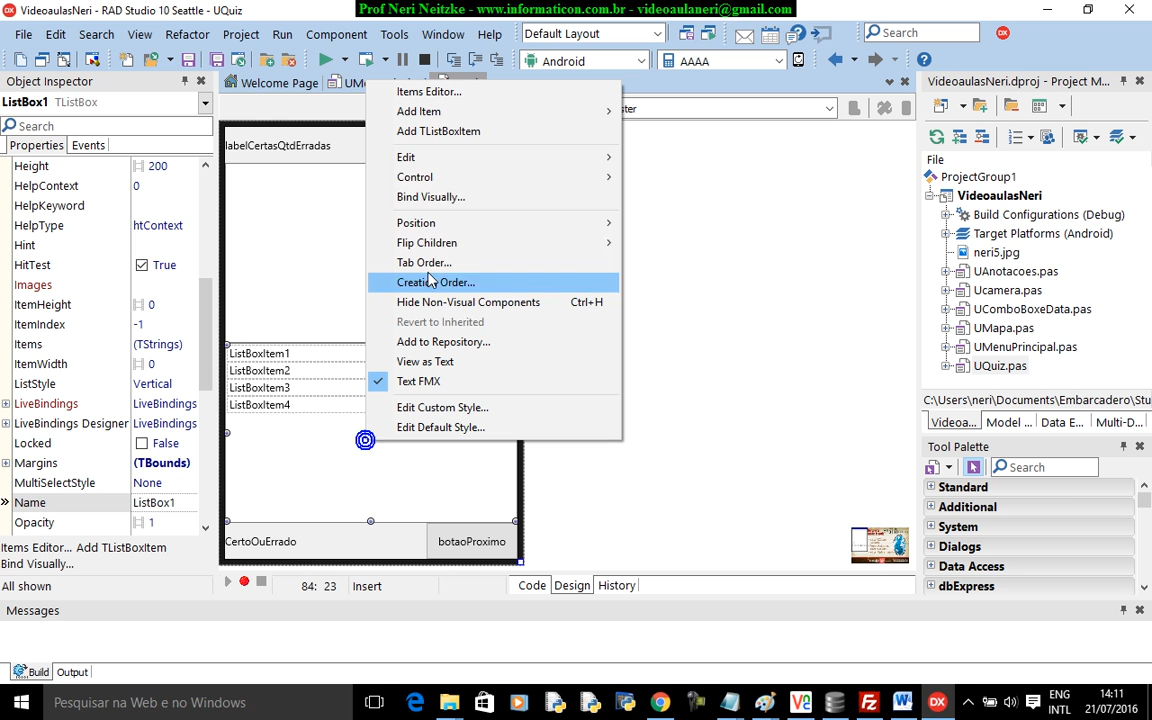 VideoaulasNeri - RAD Studio 10 Seattle - UQuiz
Prof Neri Neitzke - www.informaticon.com.br - videoaulaneri@gmail.com
File Edit Search View Refactor Project Run Component Tools Window Help
Default Layout
Search
Android
AAAA
Object Inspector
Welcome Page
VideoaulasNeri.dproj - Project M...
ListBox1 TListBox
Search
Properties Events
Height 200
HelpContext 0
HelpKeyword
HelpType htContext
Hint
HitTest True
Images
ItemHeight 0
ItemIndex -1
Items (TStrings)
ItemWidth 0
ListStyle Vertical
LiveBindings LiveBindings
LiveBindings Designer LiveBindings
Locked False
Margins (TBounds)
MultiSelectStyle None
Name ListBox1
Opacity 1
Items Editor... Add TListBoxItem
Bind Visually...
All shown
labelCertasQtdErradas
ListBoxItem1
ListBoxItem2
ListBoxItem3
ListBoxItem4
CertoOuErrado
botaoProximo
Items Editor...
Add Item
Add TListBoxItem
Edit
Control
Bind Visually...
Position
Flip Children
Tab Order...
Creation Order...
Hide Non-Visual Components Ctrl+H
Revert to Inherited
Add to Repository...
View as Text
Text FMX
Edit Custom Style...
Edit Default Style...
84: 23 Insert
Code Design History
File
ProjectGroup1
VideoaulasNeri
Build Configurations (Debug)
Target Platforms (Android)
neri5.jpg
UAnotacoes.pas
Ucamera.pas
UComboBoxeData.pas
UMapa.pas
UMenuPrincipal.pas
UQuiz.pas
C:\Users\neri\Documents\Embarcadero\Stu
Videoa... Model ... Data E... Multi-D...
Tool Palette
Search
Standard
Additional
System
Dialogs
Data Access
dbExpress
Messages
Build Output
Pesquisar na Web e no Windows
ENG
INTL
14:11
21/07/2016